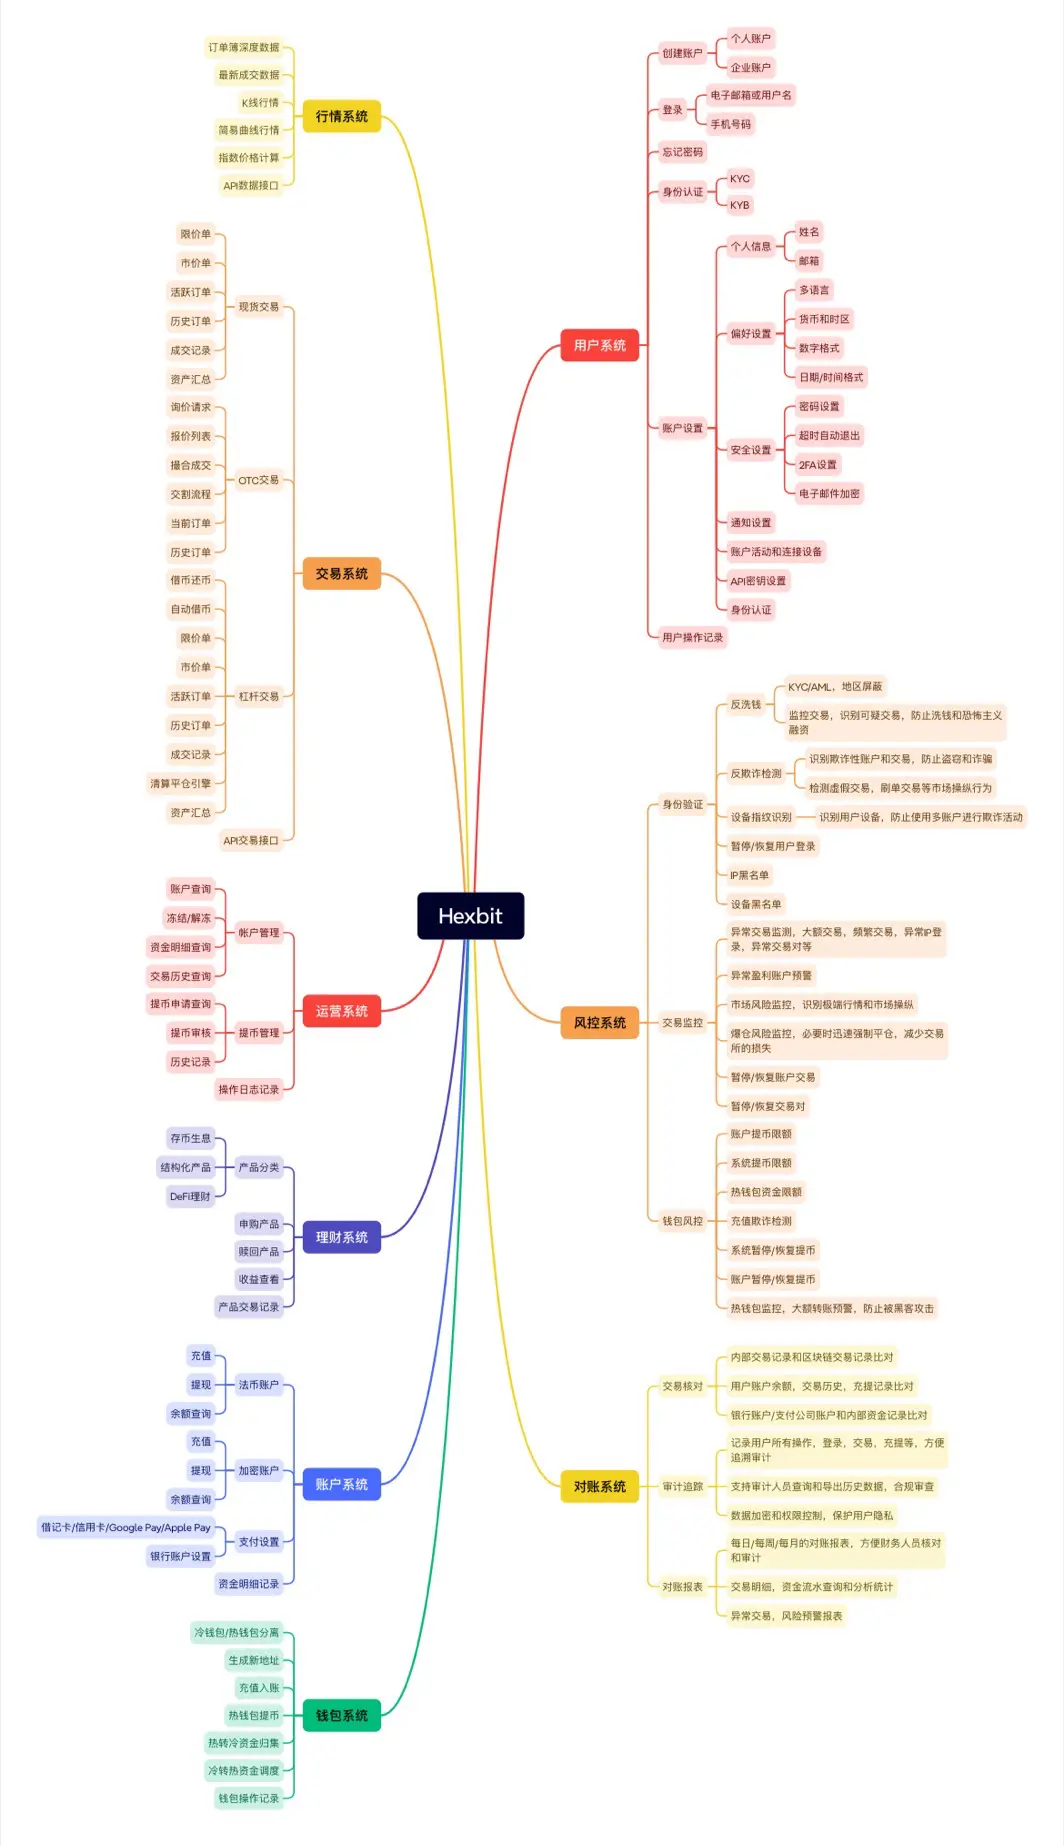 Hexbit
行情系统
订单簿深度数据
最新成交数据
K线行情
简易曲线行情
指数价格计算
API数据接口
交易系统
现货交易
限价单
市价单
活跃订单
历史订单
成交记录
资产汇总
OTC交易
询价请求
报价列表
撮合成交
交割流程
当前订单
历史订单
杠杆交易
借币还币
自动借币
限价单
市价单
活跃订单
历史订单
成交记录
清算平仓引擎
资产汇总
API交易接口
运营系统
帐户管理
账户查询
冻结/解冻
资金明细查询
交易历史查询
提币管理
提币申请查询
提币审核
历史记录
操作日志记录
理财系统
产品分类
存币生息
结构化产品
DeFi理财
申购产品
赎回产品
收益查看
产品交易记录
账户系统
法币账户
充值
提现
余额查询
加密账户
充值
提现
余额查询
支付设置
借记卡/信用卡/Google Pay/Apple Pay
银行账户设置
资金明细记录
钱包系统
冷钱包/热钱包分离
生成新地址
充值入账
热钱包提币
热转冷资金归集
冷转热资金调度
钱包操作记录
用户系统
创建账户
个人账户
企业账户
登录
电子邮箱或用户名
手机号码
忘记密码
身份认证
KYC
KYB
账户设置
个人信息
姓名
邮箱
偏好设置
多语言
货币和时区
数字格式
日期/时间格式
安全设置
密码设置
超时自动退出
2FA设置
电子邮件加密
通知设置
账户活动和连接设备
API密钥设置
身份认证
用户操作记录
风控系统
身份验证
反洗钱
KYC/AML，地区屏蔽
监控交易，识别可疑交易，防止洗钱和恐怖主义
融资
反欺诈检测
识别欺诈性账户和交易，防止盗窃和诈骗
检测虚假交易，刷单交易等市场操纵行为
设备指纹识别
识别用户设备，防止使用多账户进行欺诈活动
暂停/恢复用户登录
IP黑名单
设备黑名单
交易监控
异常交易监测，大额交易，频繁交易，异常IP登
录，异常交易对等
异常盈利账户预警
市场风险监控，识别极端行情和市场操纵
爆仓风险监控，必要时迅速强制平仓，减少交易
所的损失
暂停/恢复账户交易
暂停/恢复交易对
钱包风控
账户提币限额
系统提币限额
热钱包资金限额
充值欺诈检测
系统暂停/恢复提币
账户暂停/恢复提币
热钱包监控，大额转账预警，防止被黑客攻击
对账系统
交易核对
内部交易记录和区块链交易记录比对
用户账户余额，交易历史，充提记录比对
银行账户/支付公司账户和内部资金记录比对
审计追踪
记录用户所有操作，登录，交易，充提等，方便
追溯审计
支持审计人员查询和导出历史数据，合规审查
数据加密和权限控制，保护用户隐私
对账报表
每日/每周/每月的对账报表，方便财务人员核对
和审计
交易明细，资金流水查询和分析统计
异常交易，风险预警报表